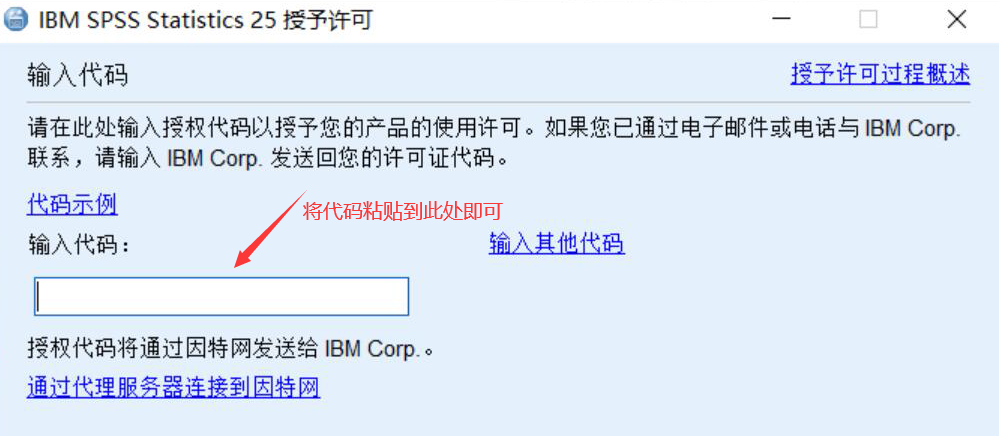 IBM SPSS Statistics 25 授予许可
输入代码
授予许可过程概述
请在此处输入授权代码以授予您的产品的使用许可。如果您已通过电子邮件或电话与 IBM Corp.
联系，请输入 IBM Corp. 发送回您的许可证代码。
代码示例
将代码粘贴到此处即可
输入代码：
输入其他代码
授权代码将通过因特网发送给 IBM Corp.。
通过代理服务器连接到因特网